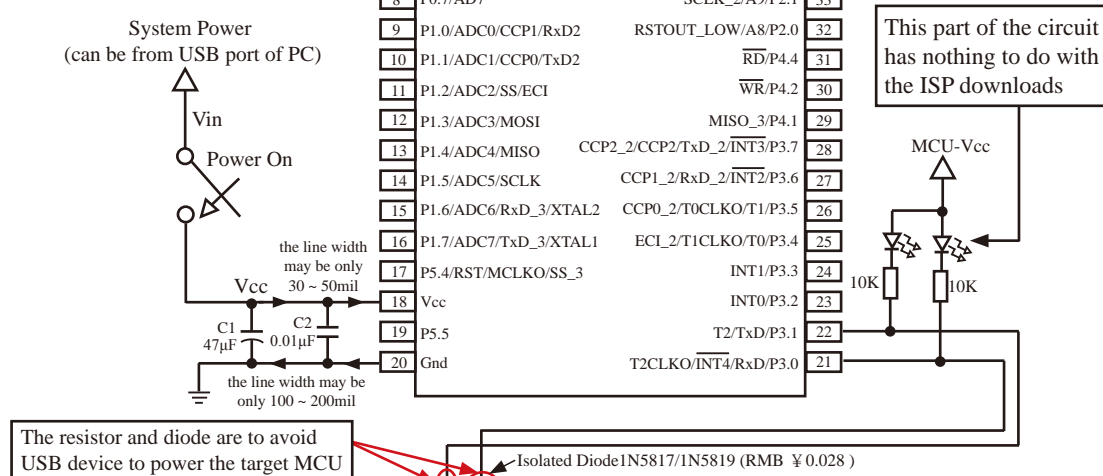 8 P0.7/AD7 SCLK_2/A9/P2.1 33
9 P1.0/ADC0/CCP1/RxD2 RSTOUT_LOW/A8/P2.0 32
10 P1.1/ADC1/CCP0/TxD2 RD/P4.4 31
11 P1.2/ADC2/SS/ECI WR/P4.2 30
12 P1.3/ADC3/MOSI MISO_3/P4.1 29
13 P1.4/ADC4/MISO CCP2_2/CCP2/TxD_2/INT3/P3.7 28
14 P1.5/ADC5/SCLK CCP1_2/RxD_2/INT2/P3.6 27
15 P1.6/ADC6/RxD_3/XTAL2 CCP0_2/T0CLKO/T1/P3.5 26
16 P1.7/ADC7/TxD_3/XTAL1 ECI_2/T1CLKO/T0/P3.4 25
17 P5.4/RST/MCLKO/SS_3 INT1/P3.3 24
18 Vcc INT0/P3.2 23
19 P5.5 T2/TxD/P3.1 22
20 Gnd T2CLKO/INT4/RxD/P3.0 21
System Power
(can be from USB port of PC)
Vin
Power On
the line width
may be only
30 ~ 50mil
Vcc
C1
47μF
C2
0.01μF
the line width may be
only 100 ~ 200mil
This part of the circuit
has nothing to do with
the ISP downloads
MCU-Vcc
10K
10K
The resistor and diode are to avoid
USB device to power the target MCU
Isolated Diode1N5817/1N5819 (RMB ¥0.028 )